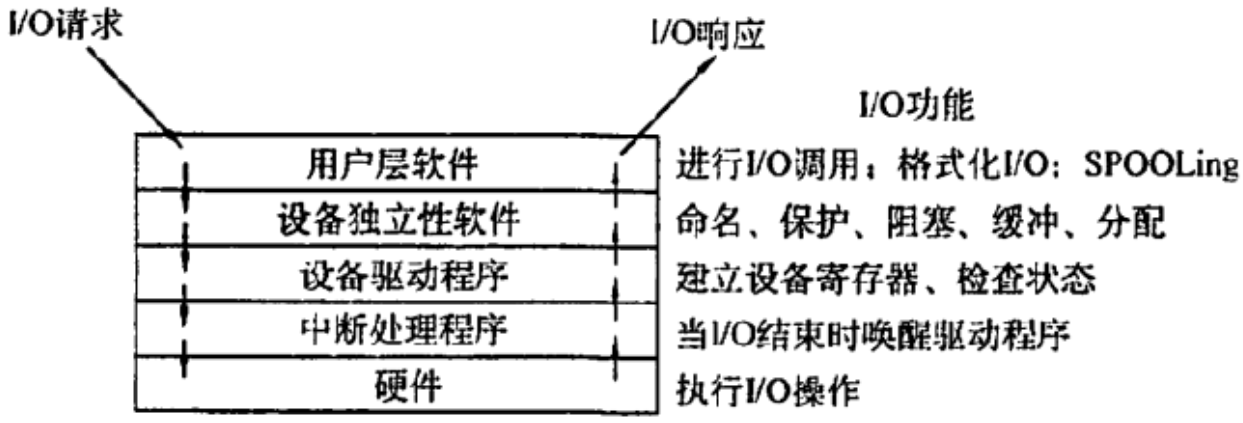 I/O请求
I/O响应
I/O功能
用户层软件 进行I/O调用；格式化I/O；SPOOLing
设备独立性软件 命名、保护、阻塞、缓冲、分配
设备驱动程序 建立设备寄存器、检查状态
中断处理程序 当I/O结束时唤醒驱动程序
硬件 执行I/O操作